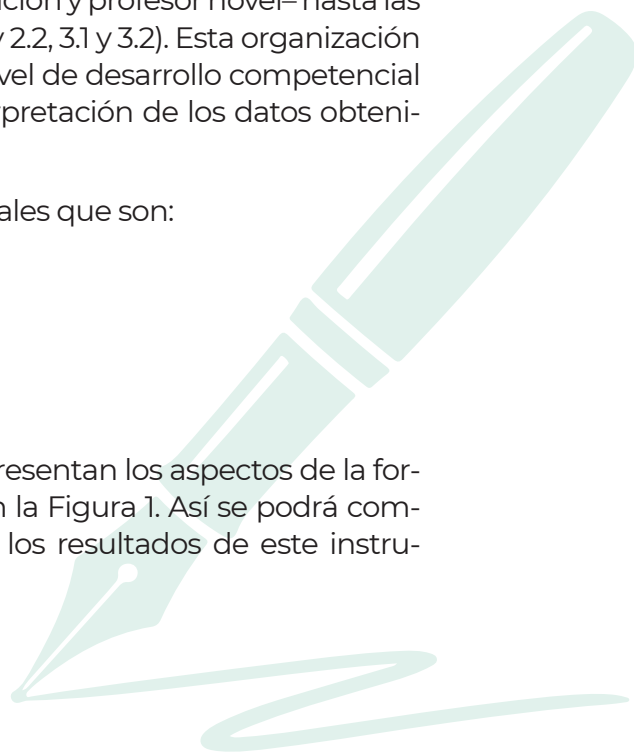 ción y profesor novel– hasta las
y 2.2, 3.1 y 3.2). Esta organización
vel de desarrollo competencial
rpretación de los datos obteni-
ales que son:
resentan los aspectos de la for-
n la Figura 1. Así se podrá com-
los resultados de este instru-